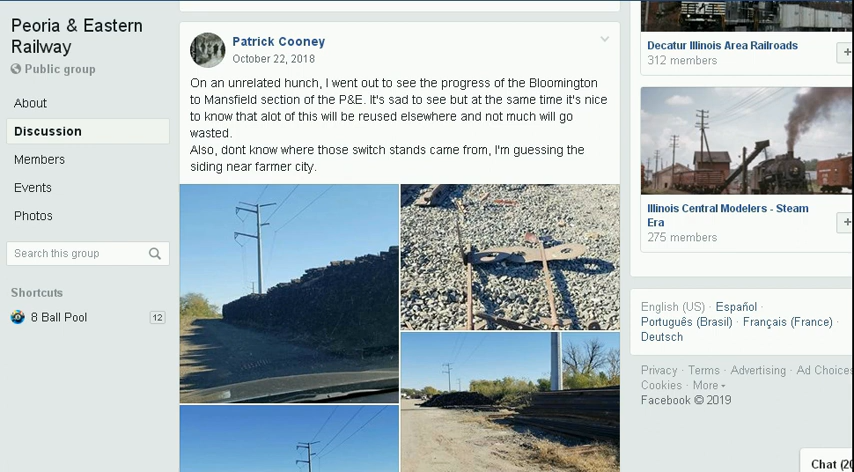 Peoria & Eastern
Railway
Public group
About
Discussion
Members
Events
Photos
Search this group
Shortcuts
8 Ball Pool
12
Patrick Cooney
October 22, 2018
On an unrelated hunch, I went out to see the progress of the Bloomington
to Mansfield section of the P&E. It's sad to see but at the same time it's nice
to know that alot of this will be reused elsewhere and not much will go
wasted.
Also, dont know where those switch stands came from, I'm guessing the
siding near farmer city.
Decatur Illinois Area Railroads
312 members
Illinois Central Modelers - Steam
Era
275 members
English (US) · Español ·
Português (Brasil) · Français (France) ·
Deutsch
Privacy · Terms · Advertising · Ad Choices
Cookies · More
Facebook © 2019
Chat (20